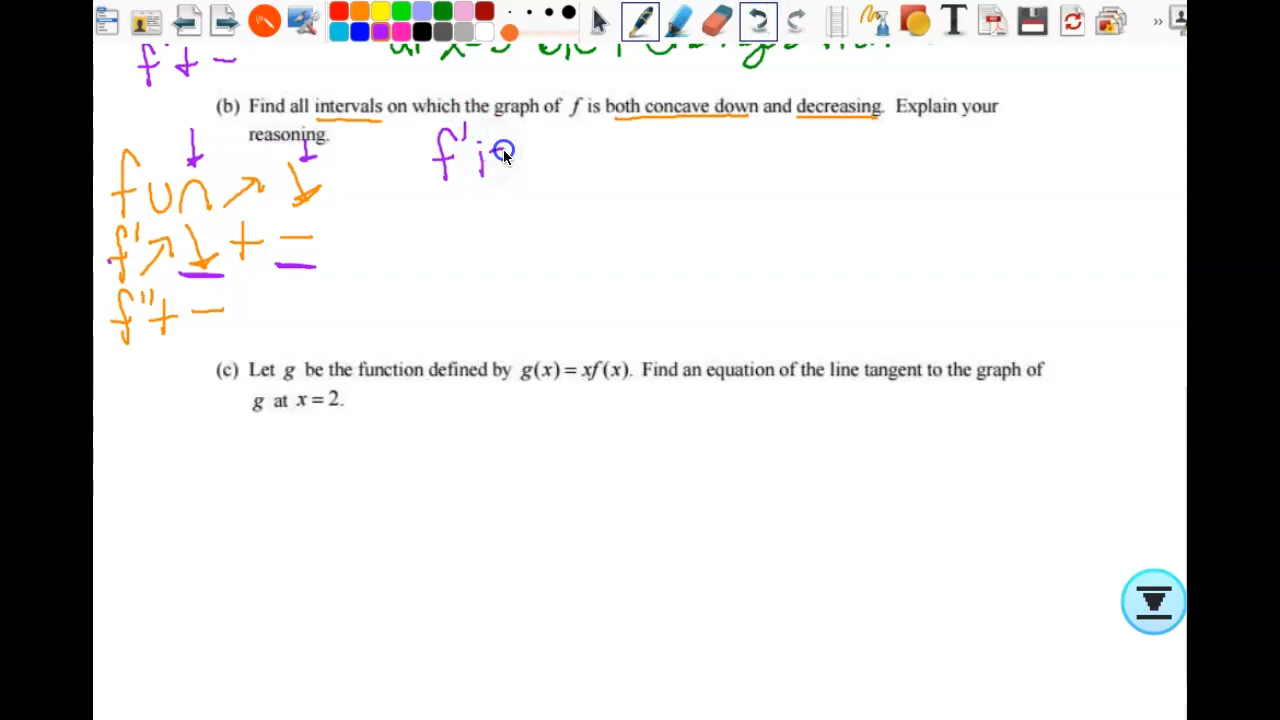 f' + -
(b) Find all intervals on which the graph of f is both concave down and decreasing. Explain your
reasoning.
f' i
f ∪ ∩ ↗ ↘
f' ↗ ↘ + −
f'' + −
(c) Let g be the function defined by g(x) = xf(x). Find an equation of the line tangent to the graph of
g at x = 2.